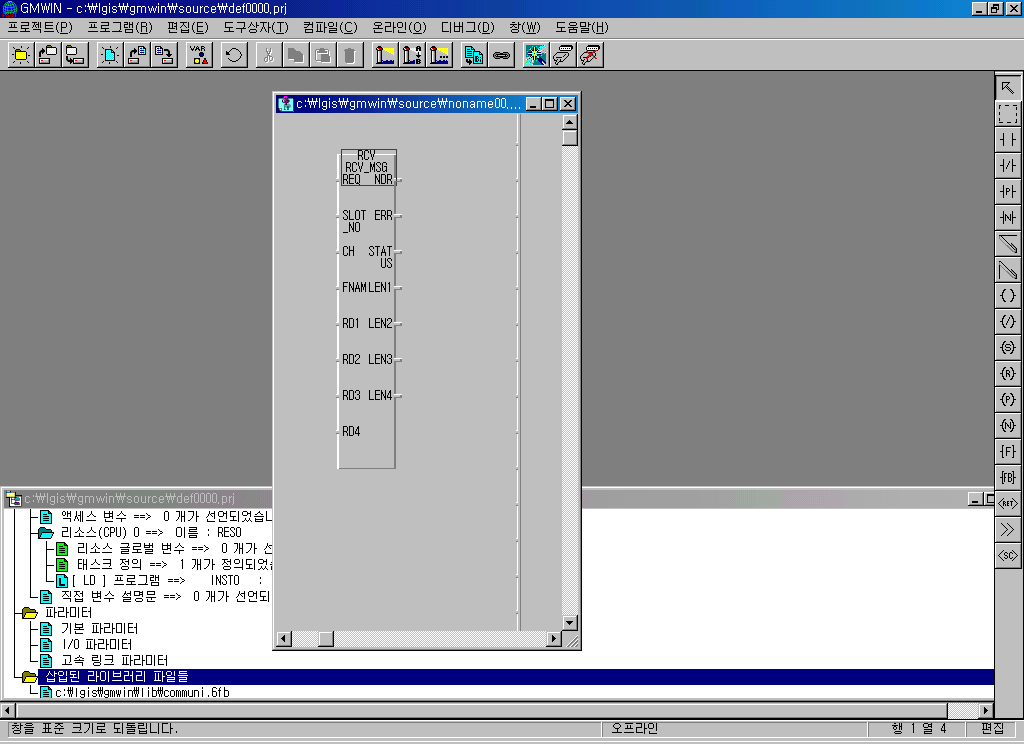 GMWIN - c:₩lgis₩gmwin₩source₩def0000.prj
프로젝트(P) 프로그램(R) 편집(E) 도구상자(T) 컴파일(C) 온라인(O) 디버그(D) 창(W) 도움말(H)
VAR
c:₩lgis₩gmwin₩source₩noname00....
RCV
RCV_MSG
REQ NDR
SLOT ERR
_NO
CH STAT
US
FNAM LEN1
RD1 LEN2
RD2 LEN3
RD3 LEN4
RD4
P
N
( )
(/)
(S)
(R)
(P)
(N)
{F}
{FB}
<RET>
>>
<SC>
c:₩lgis₩gmwin₩source₩def0000.prj
액세스 변수 ==> 0 개가 선언되었습니
리소스(CPU) 0 ==> 이름 : RES0
리소스 글로벌 변수 ==> 0 개가 선
태스크 정의 ==> 1 개가 정의되었습
[ LD ] 프로그램 ==> INST0 :
직접 변수 설명문 ==> 0 개가 선언되
파라미터
기본 파라미터
I/O 파라미터
고속 링크 파라미터
삽입된 라이브러리 파일들
c:₩lgis₩gmwin₩lib₩communi.6fb
창을 표준 크기로 되돌립니다. 오프라인 행 1 열 4 편집